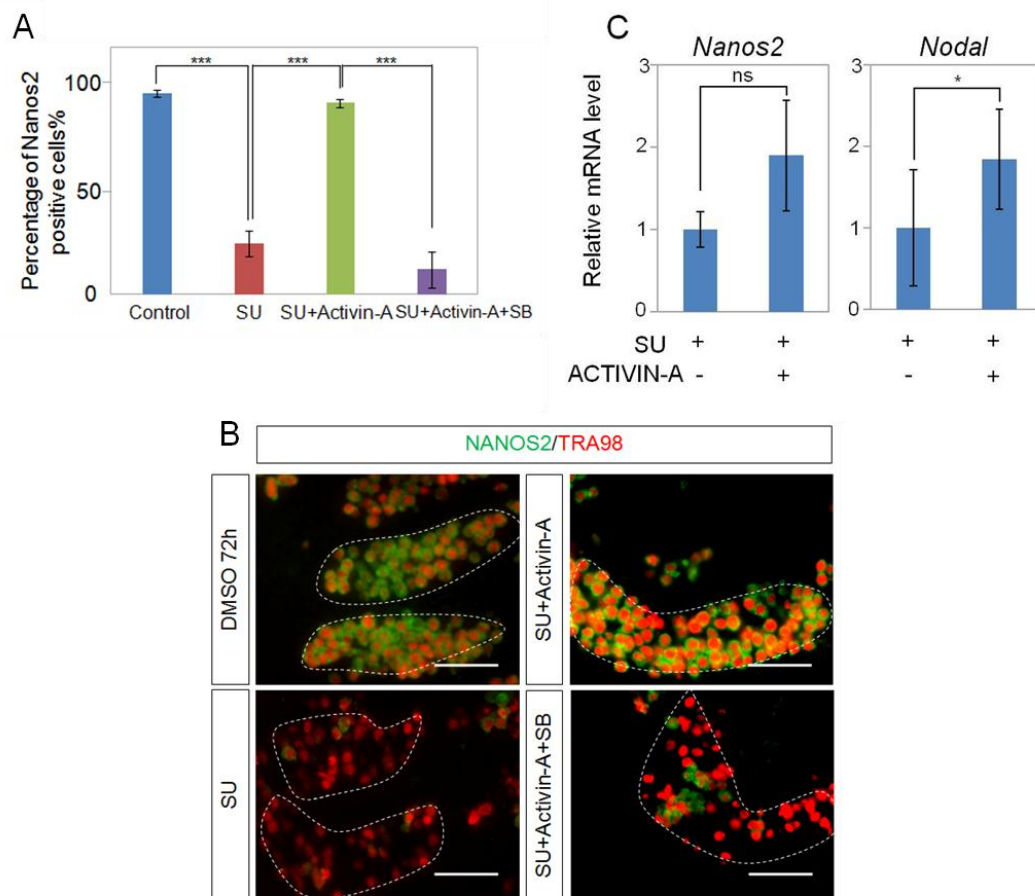 A
Percentage of Nanos2
positive cells%
100
50
0
***
***
***
Control
SU
SU+Activin-A
SU+Activin-A+SB
C
Nanos2
Nodal
Relative mRNA level
3
2
1
0
ns
3
2
1
0
*
SU + + + +
ACTIVIN-A - + - +
B
NANOS2/TRA98
DMSO 72h
SU+Activin-A
SU
SU+Activin-A+SB